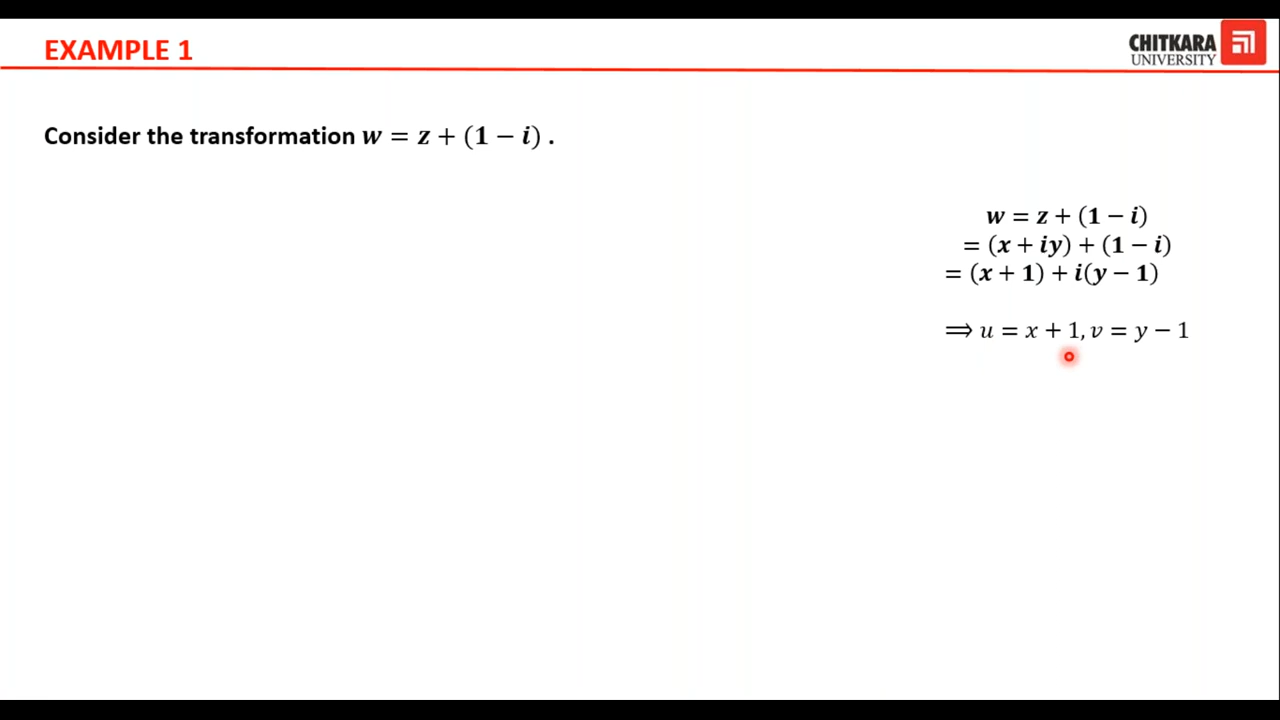 EXAMPLE 1
CHITKARA
UNIVERSITY
Consider the transformation w = z + (1 − i) .
w = z + (1 − i)
= (x + iy) + (1 − i)
= (x + 1) + i(y − 1)
⟹ u = x + 1, v = y − 1